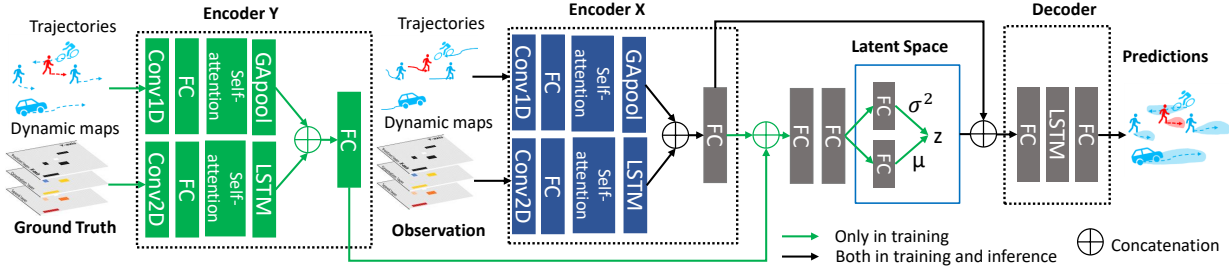 Encoder Y
Trajectories
Conv1D
FC
Self-
attention
GApool
Dynamic maps
Conv2D
FC
Self-
attention
LSTM
FC
Ground Truth
Encoder X
Trajectories
Conv1D
FC
Self-
attention
GApool
Dynamic maps
Conv2D
FC
Self-
attention
LSTM
FC
Observation
FC
FC
Latent Space
FC
σ²
z
FC
μ
Decoder
FC
LSTM
FC
Predictions
Only in training
Both in training and inference
Concatenation